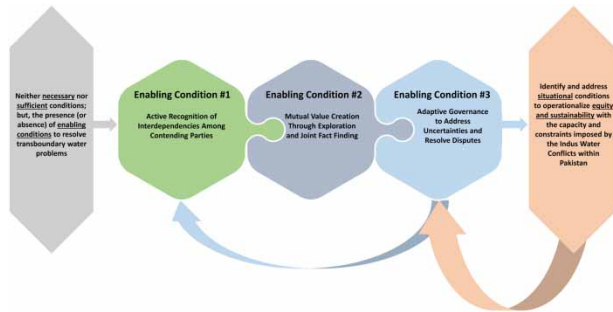 Neither necessary nor
sufficient conditions;
but, the presence (or
absence) of enabling
conditions to resolve
transboundary water
problems
Enabling Condition #1
Active Recognition of
Interdependencies Among
Contending Parties
Enabling Condition #2
Mutual Value Creation
Through Exploration
and Joint Fact Finding
Enabling Condition #3
Adaptive Governance
to Address
Uncertainties and
Resolve Disputes
Identify and address
situational conditions
to operationalize equity
and sustainability with
the capacity and
constraints imposed by
the Indus Water
Conflicts within
Pakistan